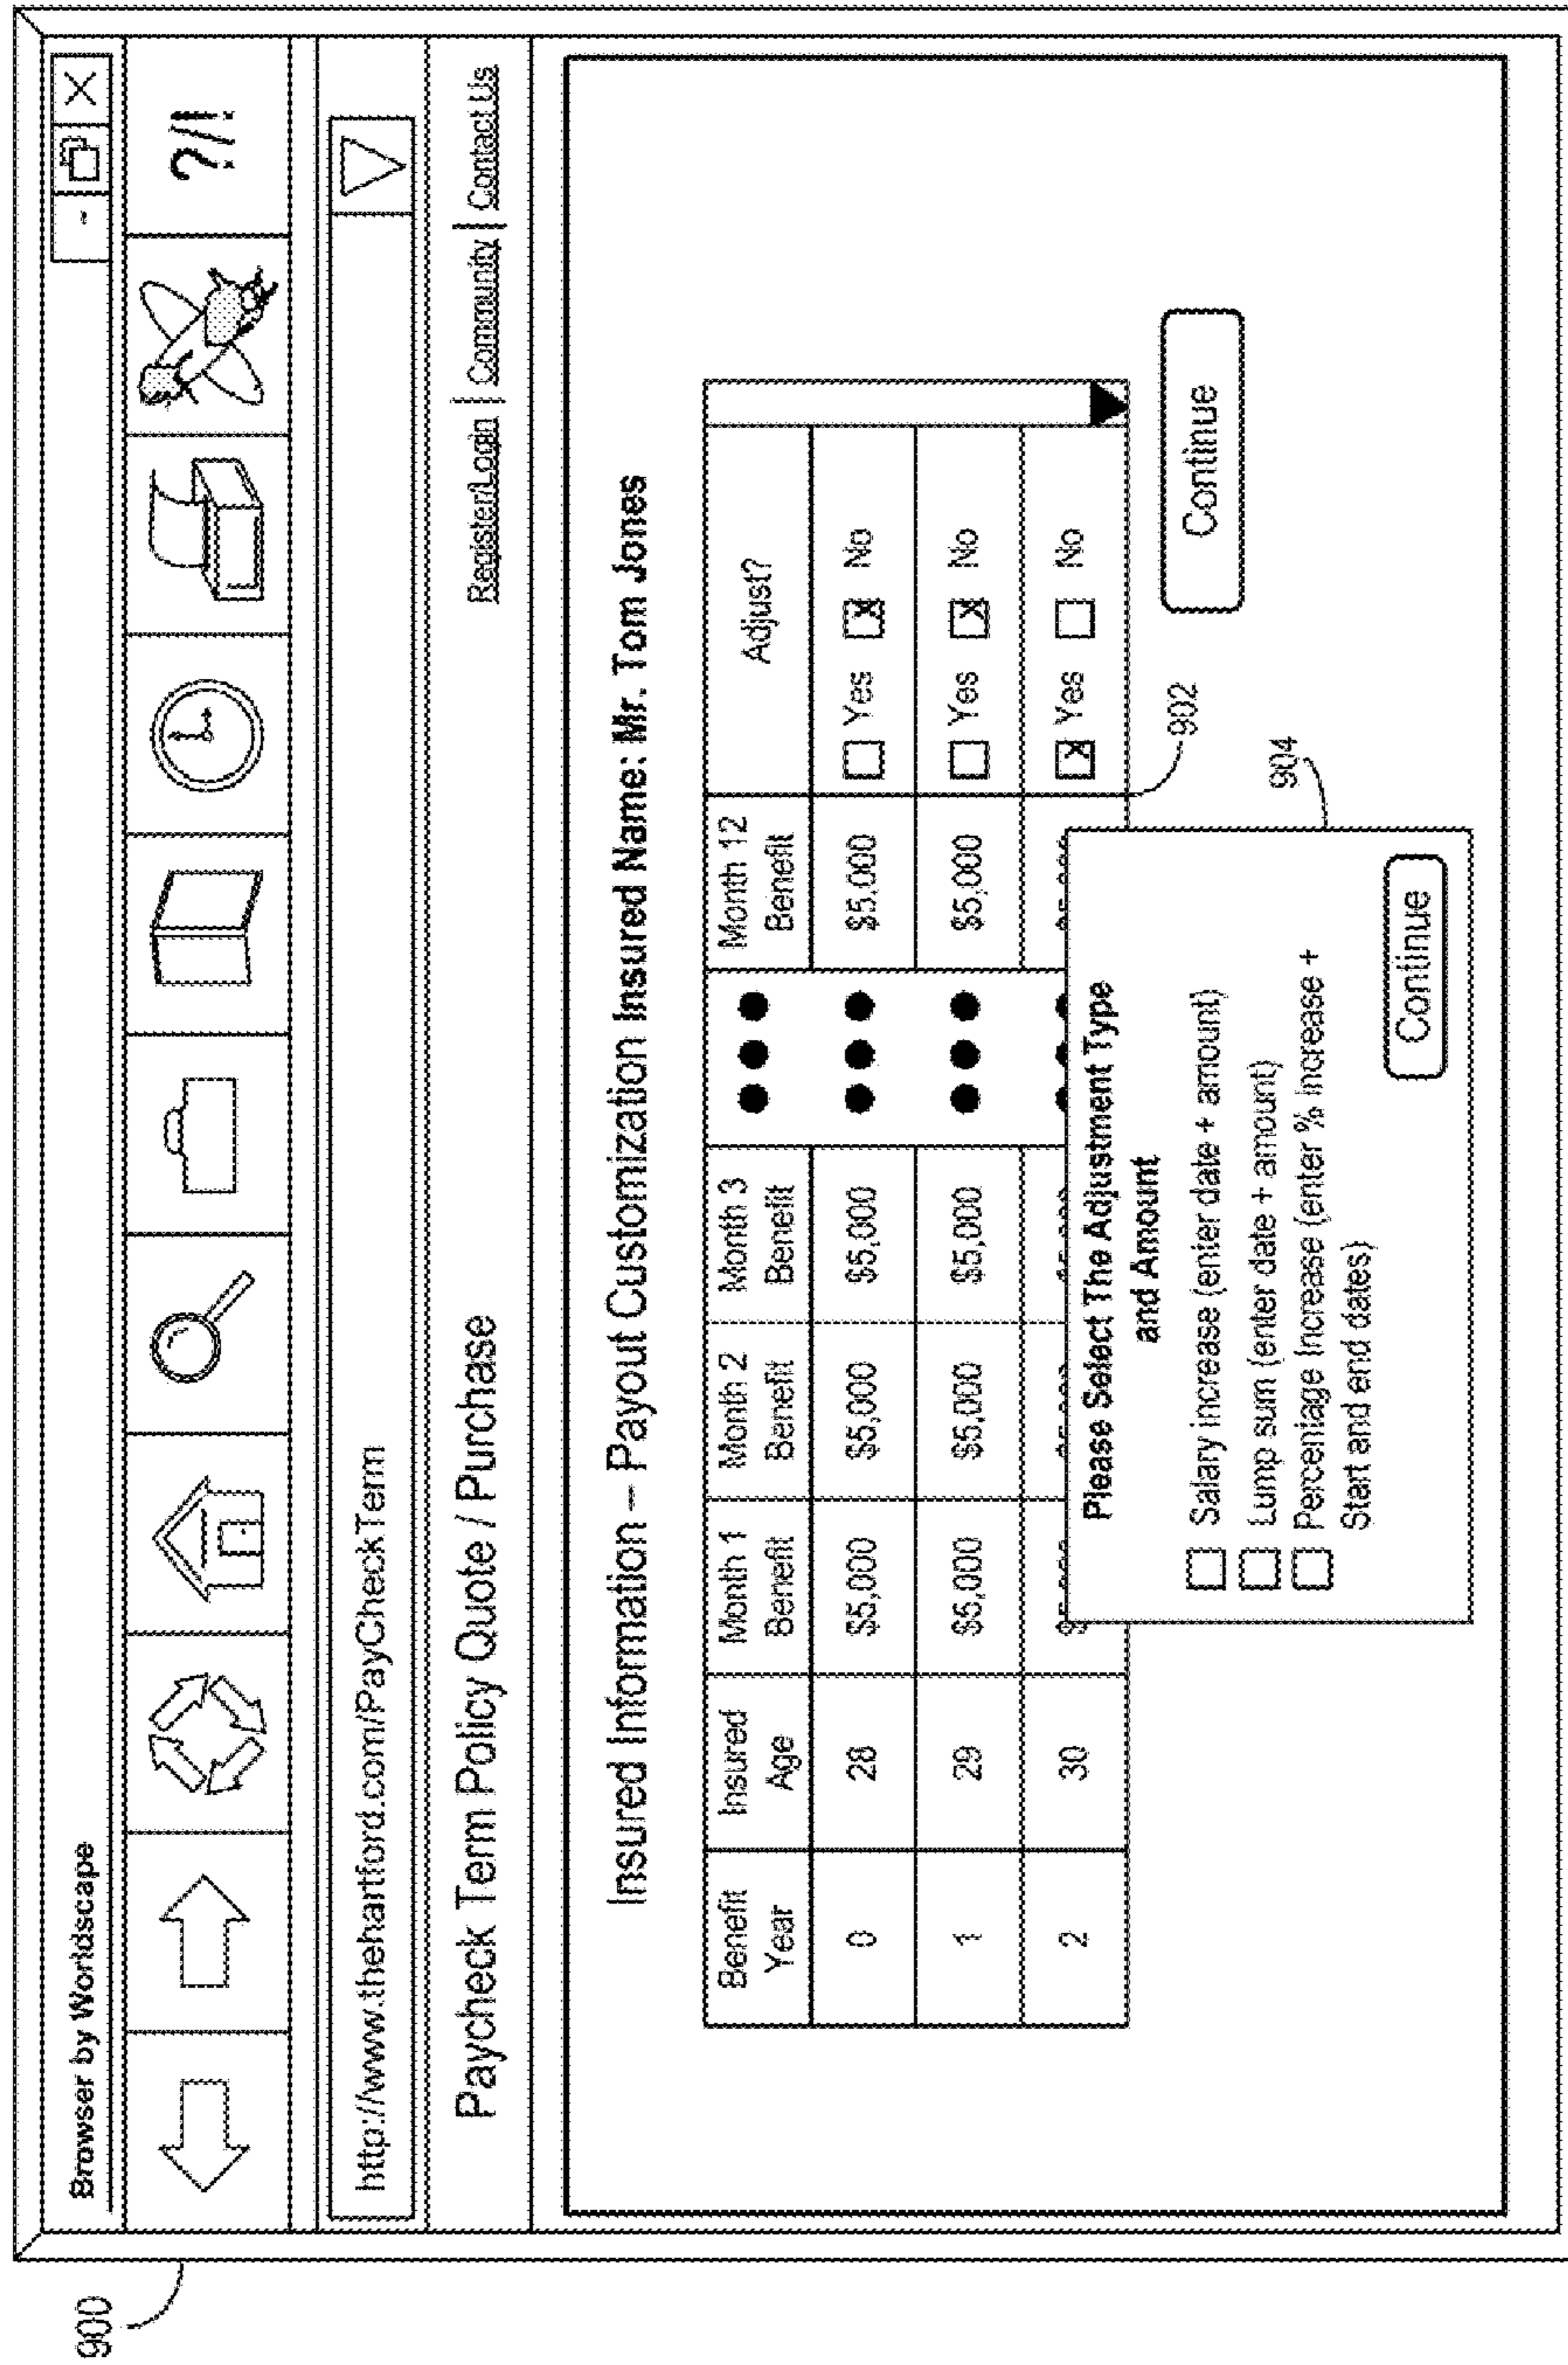 900
Browser by Worldscape
- X
?/!
http://www.thehartford.com/PayCheckTerm
Paycheck Term Policy Quote / Purchase
Register/Login | Community | Contact Us
Insured Information – Payout Customization Insured Name: Mr. Tom Jones
Benefit Year Insured Age Month 1 Benefit Month 2 Benefit Month 3 Benefit ● ● ● Month 12 Benefit Adjust?
0 28 $5,000 $5,000 $5,000 ● ● ● $5,000 Yes X No
1 29 $5,000 $5,000 $5,000 ● ● ● $5,000 Yes X No
2 30 X Yes No
902
904
Please Select The Adjustment Type
and Amount
Salary increase (enter date + amount)
Lump sum (enter date + amount)
Percentage Increase (enter % Increase +
Start and end dates)
Continue
Continue